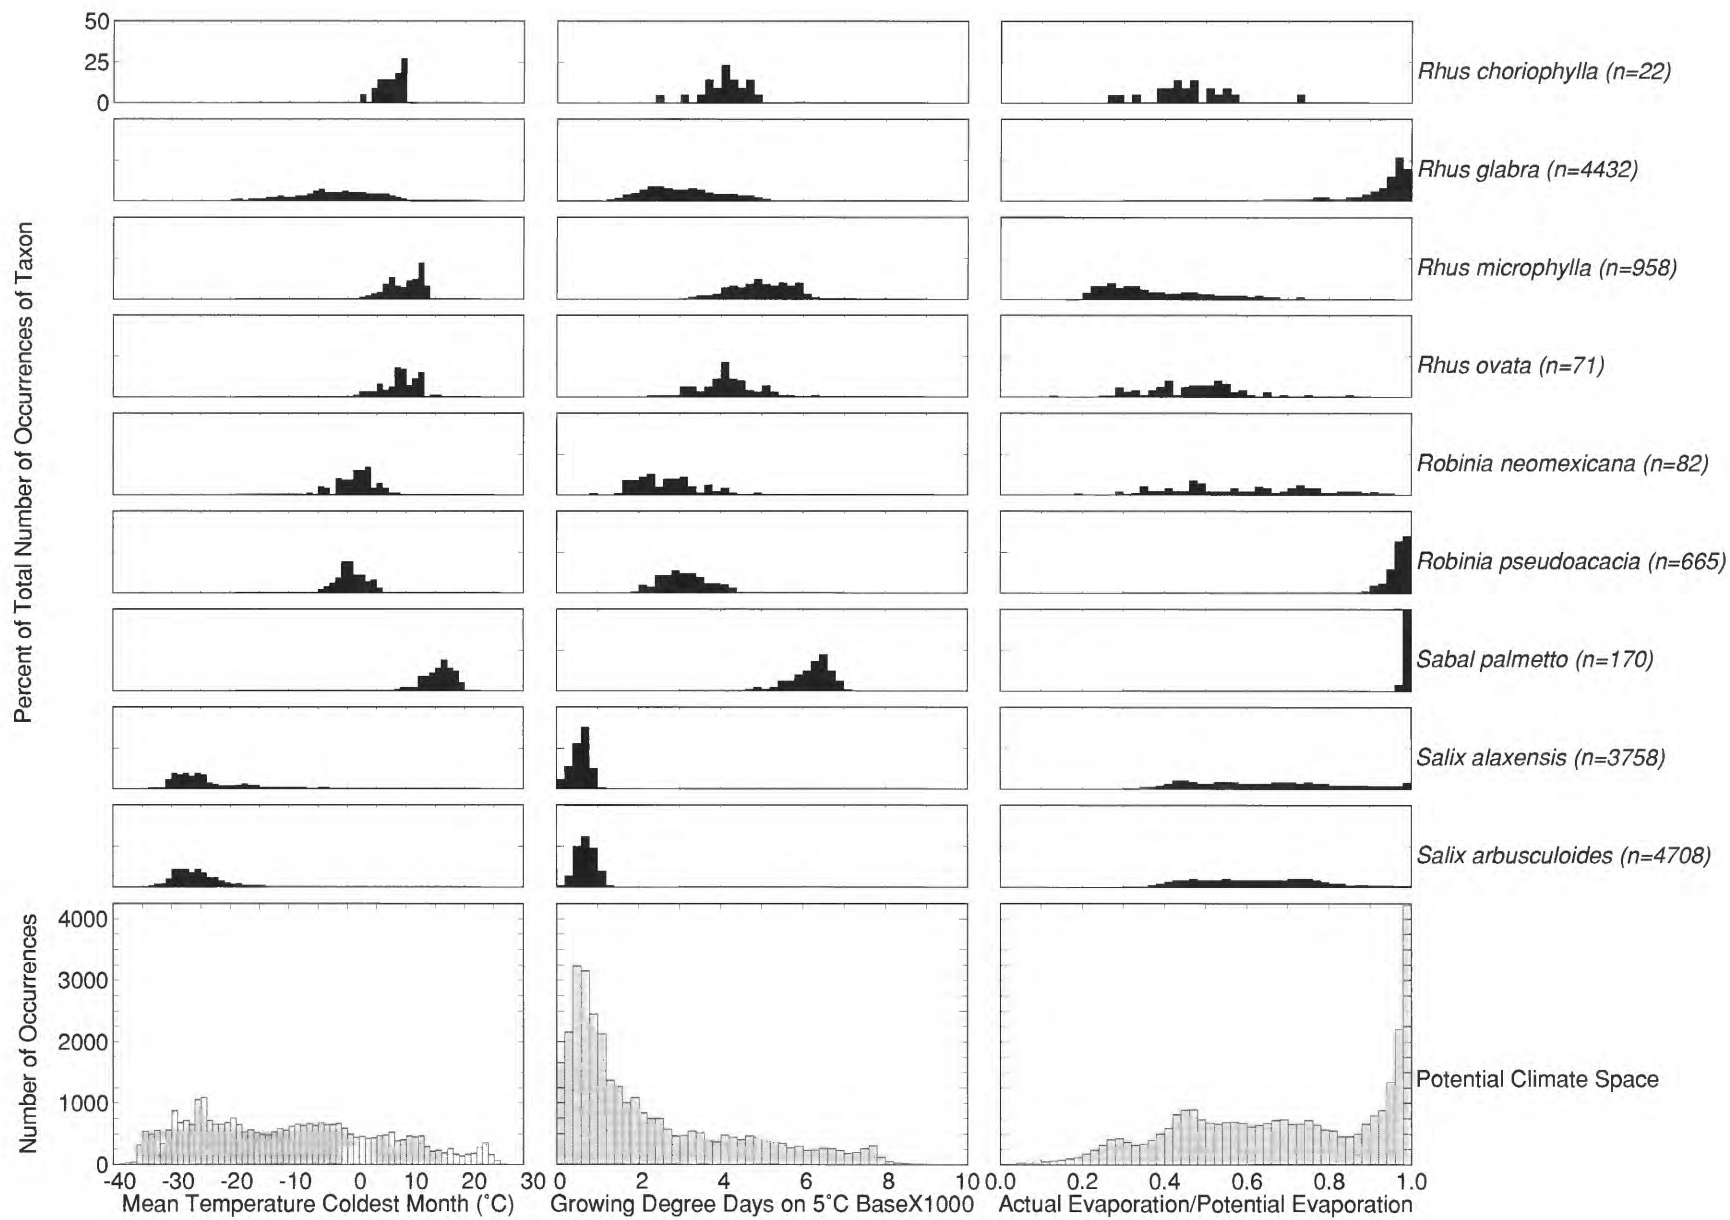 50
25
0
Rhus choriophylla (n=22)
Rhus glabra (n=4432)
Rhus microphylla (n=958)
Rhus ovata (n=71)
Robinia neomexicana (n=82)
Robinia pseudoacacia (n=665)
Sabal palmetto (n=170)
Salix alaxensis (n=3758)
Salix arbusculoides (n=4708)
Percent of Total Number of Occurrences of Taxon
Number of Occurrences
4000
3000
2000
1000
0
Potential Climate Space
-40 -30 -20 -10 0 10 20 30
Mean Temperature Coldest Month (°C)
0 2 4 6 8 10
Growing Degree Days on 5°C BaseX1000
0.0 0.2 0.4 0.6 0.8 1.0
Actual Evaporation/Potential Evaporation